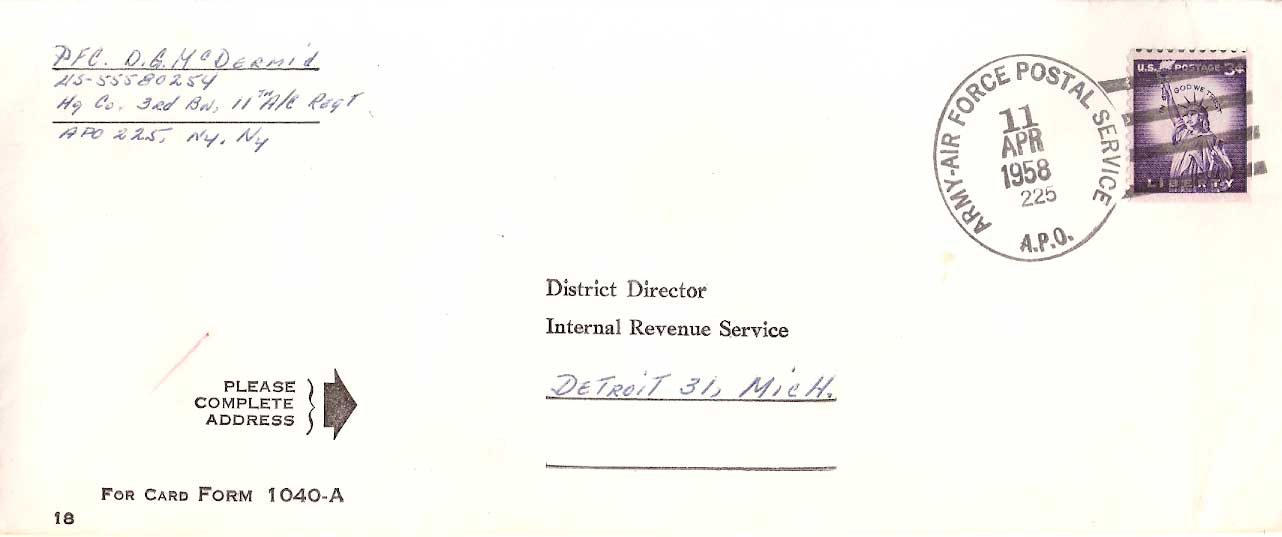 PFC. D.G. McDermid
US-55580254
Hq Co. 3rd Bn, 11TH A/C RegT
APO 225, Ny, Ny
ARMY-AIR FORCE POSTAL SERVICE
11
APR
1958
225
A.P.O.
U.S. POSTAGE 3¢
IN GOD WE TRUST
LIBERTY
District Director
Internal Revenue Service
DETROIT 31, MICH.
PLEASE
COMPLETE
ADDRESS
FOR CARD FORM 1040-A
18